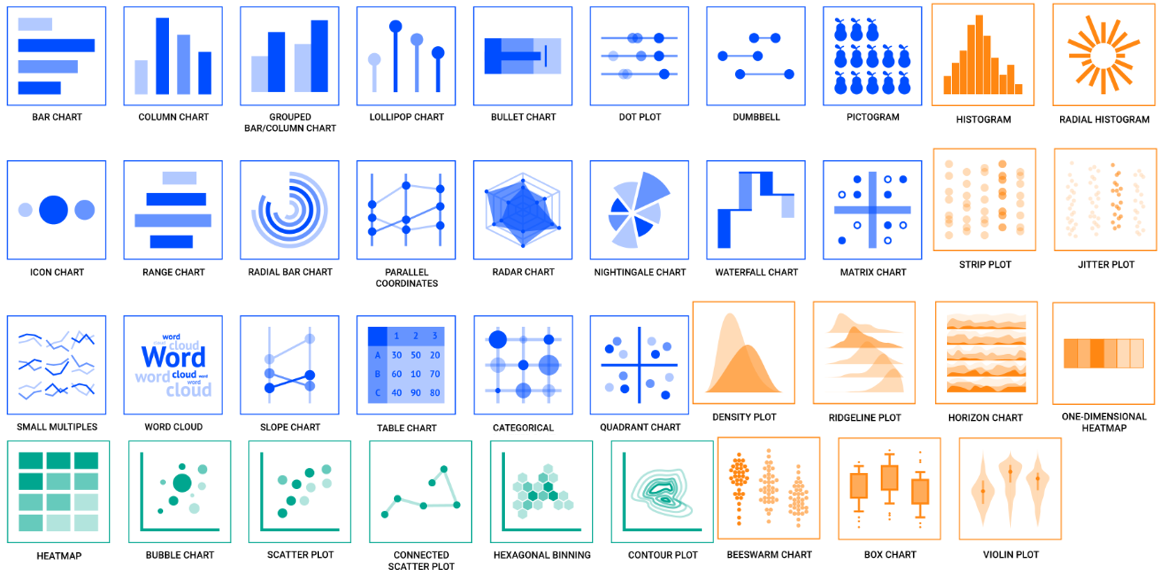 BAR CHART
COLUMN CHART
GROUPED
BAR/COLUMN CHART
LOLLIPOP CHART
BULLET CHART
DOT PLOT
DUMBBELL
PICTOGRAM
HISTOGRAM
RADIAL HISTOGRAM
ICON CHART
RANGE CHART
RADIAL BAR CHART
PARALLEL
COORDINATES
RADAR CHART
NIGHTINGALE CHART
WATERFALL CHART
MATRIX CHART
STRIP PLOT
JITTER PLOT
word
cloud
Word
word
cloud
word
word
cloud
1 2 3
A 30 50 20
B 60 10 70
C 40 90 80
SMALL MULTIPLES
WORD CLOUD
SLOPE CHART
TABLE CHART
CATEGORICAL
QUADRANT CHART
DENSITY PLOT
RIDGELINE PLOT
HORIZON CHART
ONE-DIMENSIONAL
HEATMAP
HEATMAP
BUBBLE CHART
SCATTER PLOT
CONNECTED
SCATTER PLOT
HEXAGONAL BINNING
CONTOUR PLOT
BEESWARM CHART
BOX CHART
VIOLIN PLOT